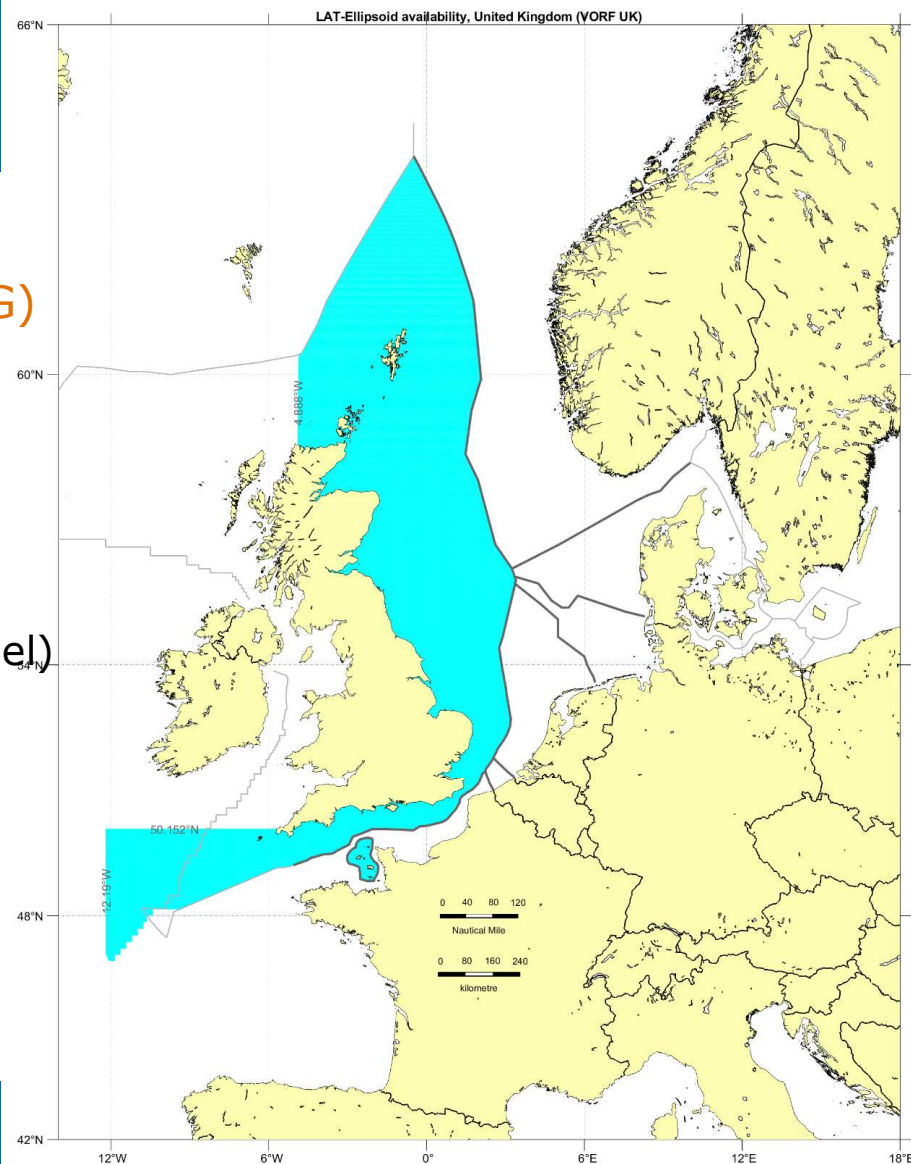 LAT-Ellipsoid availability, United Kingdom (VORF UK)
66°N
G)
60°N
4.888°W
el)
54°N
50.152°N
12.19°W
48°N
0 40 80 120
Nautical Mile
0 80 160 240
kilometre
42°N
12°W 6°W 0° 6°E 12°E 18°E